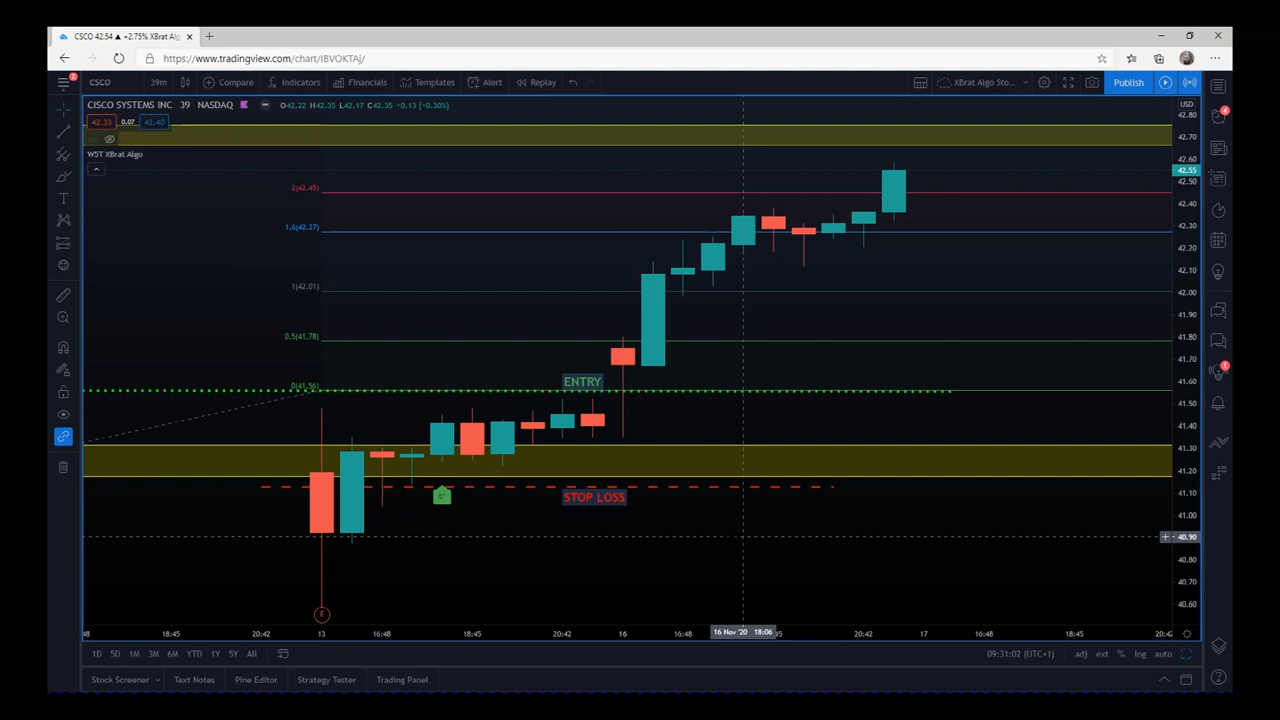 CSCO 42.54 ▲ +2.75% XBrat Alg
https://www.tradingview.com/chart/IBVOKTAj/
2
CSCO 39m Compare Indicators Financials Templates Alert Replay XBrat Algo Sto... Publish
CISCO SYSTEMS INC 39 NASDAQ O42.22 H42.35 L42.17 C42.35 -0.13 (-0.30%) USD
42.33 0.07 42.40
W5T XBrat Algo
42.80
4
42.70
42.60
42.55
42.50
2(42.45)
42.40
1.6(42.27)
42.30
42.20
42.10
1(42.01)
42.00
41.90
0.5(41.78)
41.80
41.70
1
ENTRY
0(41.56)
41.60
41.50
41.40
41.30
41.20
STOP LOSS
41.10
41.00
40.90
40.80
40.70
40.60
E
18:45 20:42 13 16:48 18:45 20:42 16 16:48 16 Nov '20 18:06 20:42 17 16:48 18:45 20:42
1D 5D 1M 3M 6M YTD 1Y 5Y All 09:31:02 (UTC+1) adj ext % log auto
Stock Screener Text Notes Pine Editor Strategy Tester Trading Panel